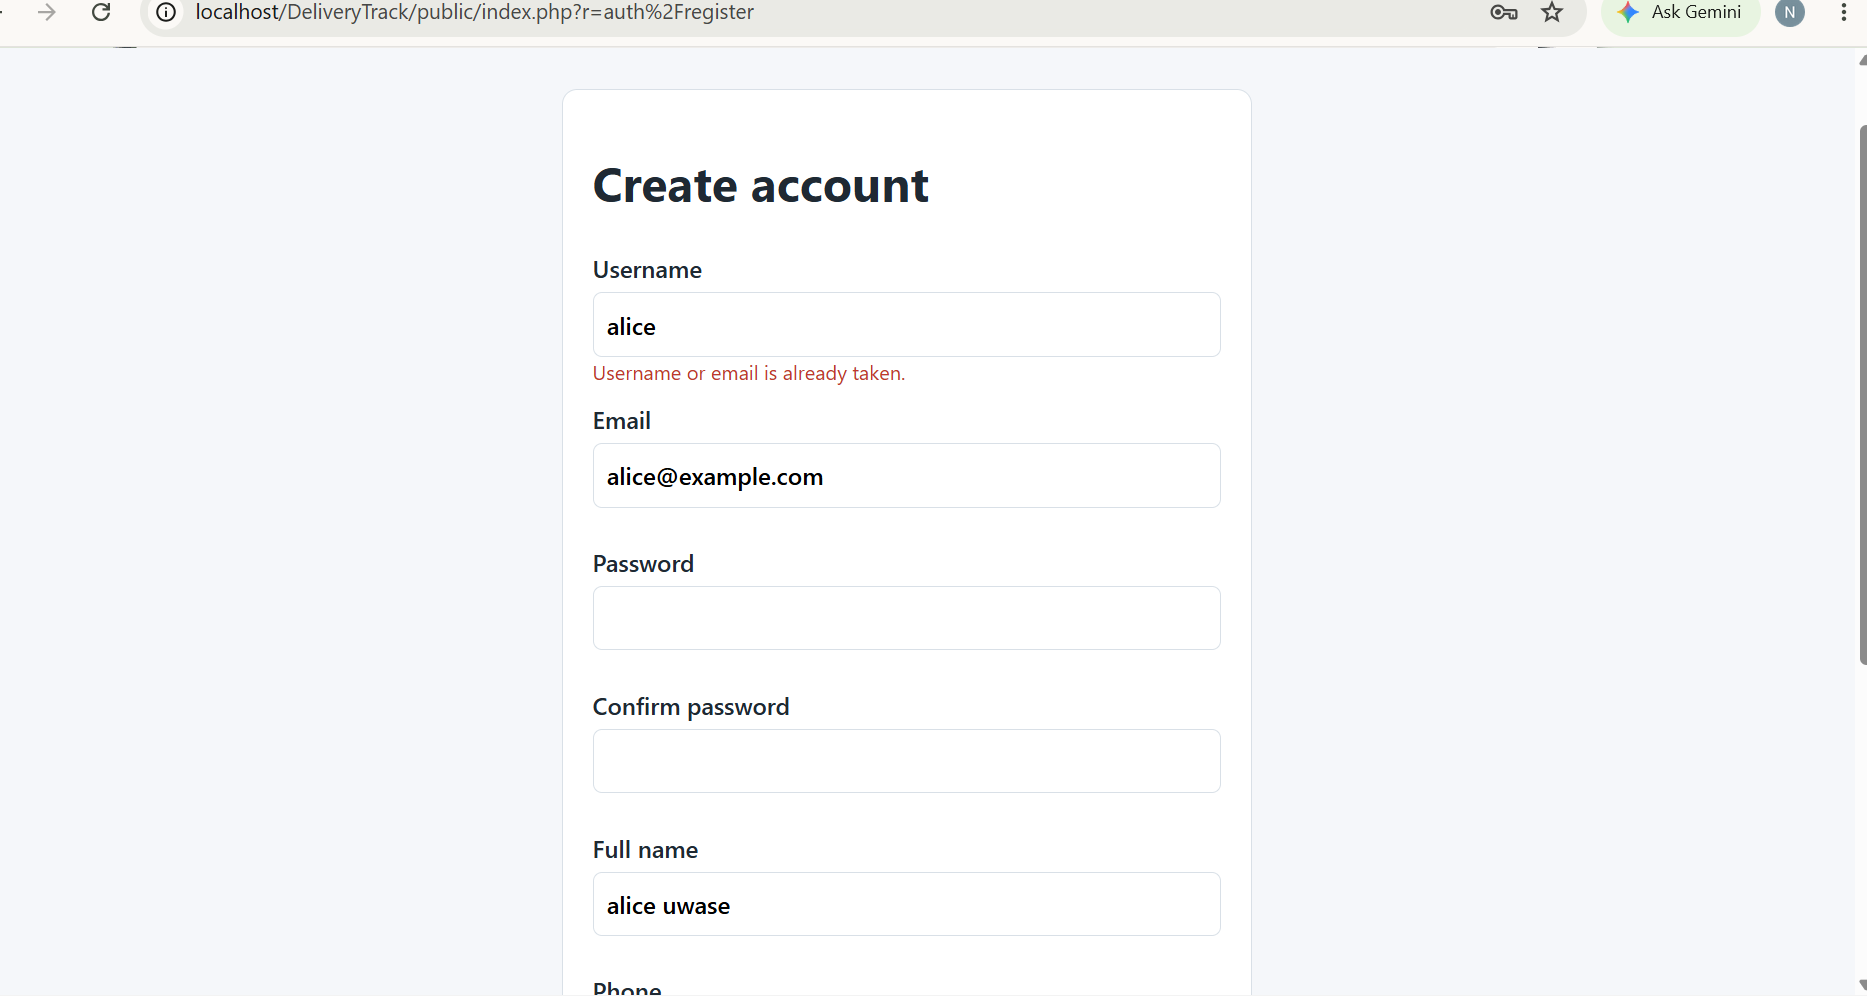 localhost/DeliveryTrack/public/index.php?r=auth%2Fregister
Ask Gemini
N
Create account
Username
alice
Username or email is already taken.
Email
alice@example.com
Password
Confirm password
Full name
alice uwase
Phone